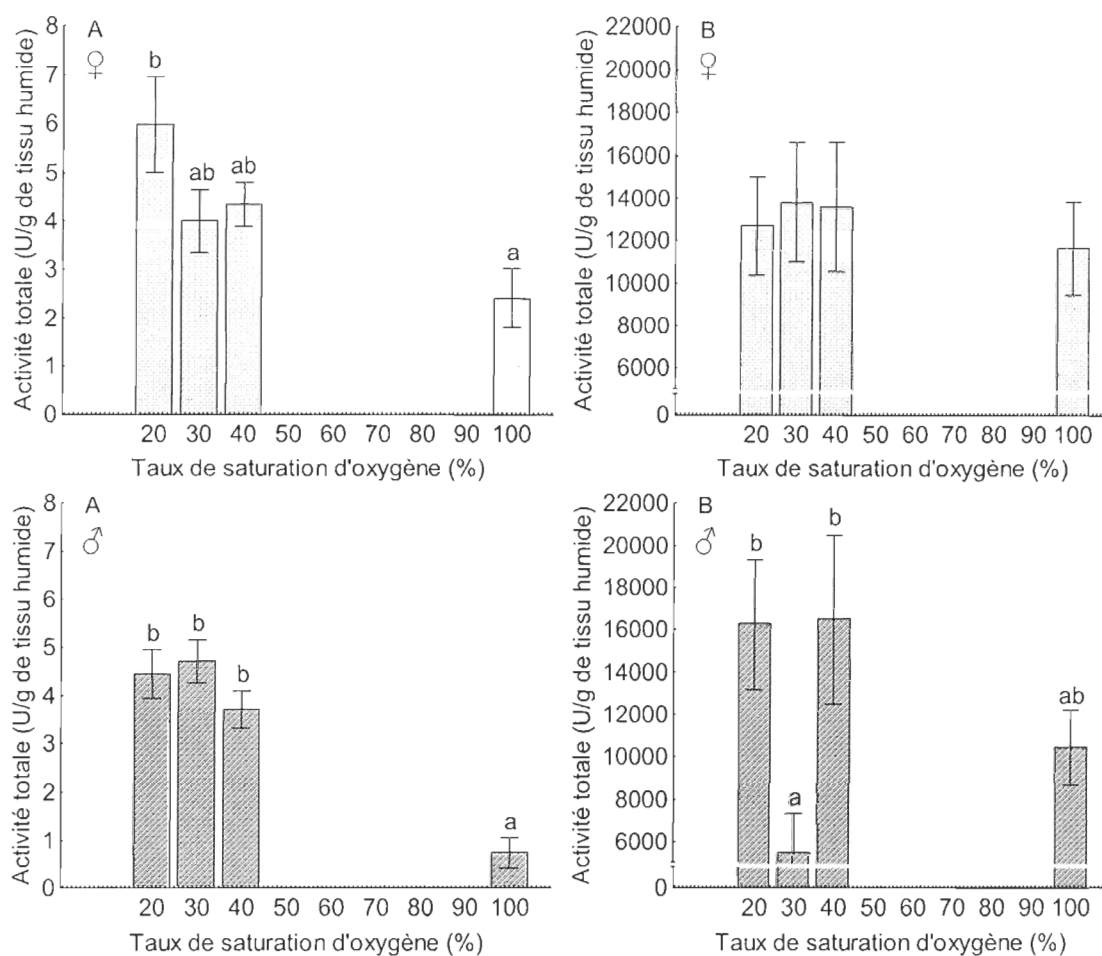 A
♀
Activité totale (U/g de tissu humide)
8
7
6
5
4
3
2
1
0
b
ab
ab
a
20 30 40 50 60 70 80 90 100
Taux de saturation d'oxygène (%)
B
♀
Activité totale (U/g de tissu humide)
22000
20000
18000
16000
14000
12000
10000
8000
6000
0
20 30 40 50 60 70 80 90 100
Taux de saturation d'oxygène (%)
A
♂
Activité totale (U/g de tissu humide)
8
7
6
5
4
3
2
1
0
b
b
b
a
20 30 40 50 60 70 80 90 100
Taux de saturation d'oxygène (%)
B
♂
Activité totale (U/g de tissu humide)
22000
20000
18000
16000
14000
12000
10000
8000
6000
0
b
a
b
ab
20 30 40 50 60 70 80 90 100
Taux de saturation d'oxygène (%)